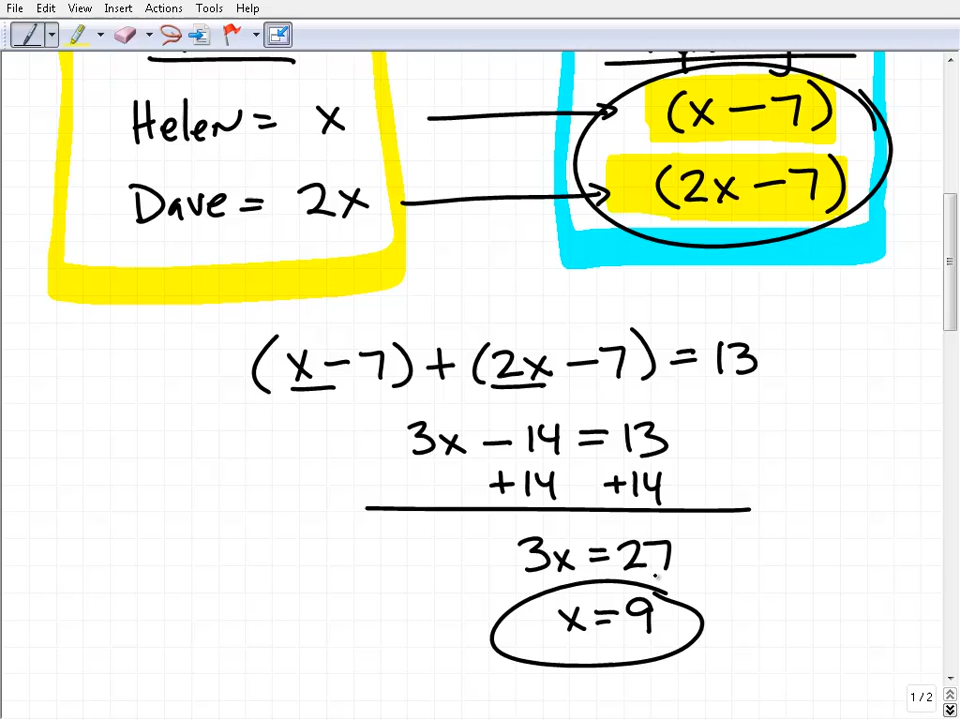 File Edit View Insert Actions Tools Help
Helen = x
(x - 7)
Dave = 2x
(2x - 7)
(x - 7) + (2x - 7) = 13
3x - 14 = 13
+14 +14
3x = 27
x = 9
1 / 2